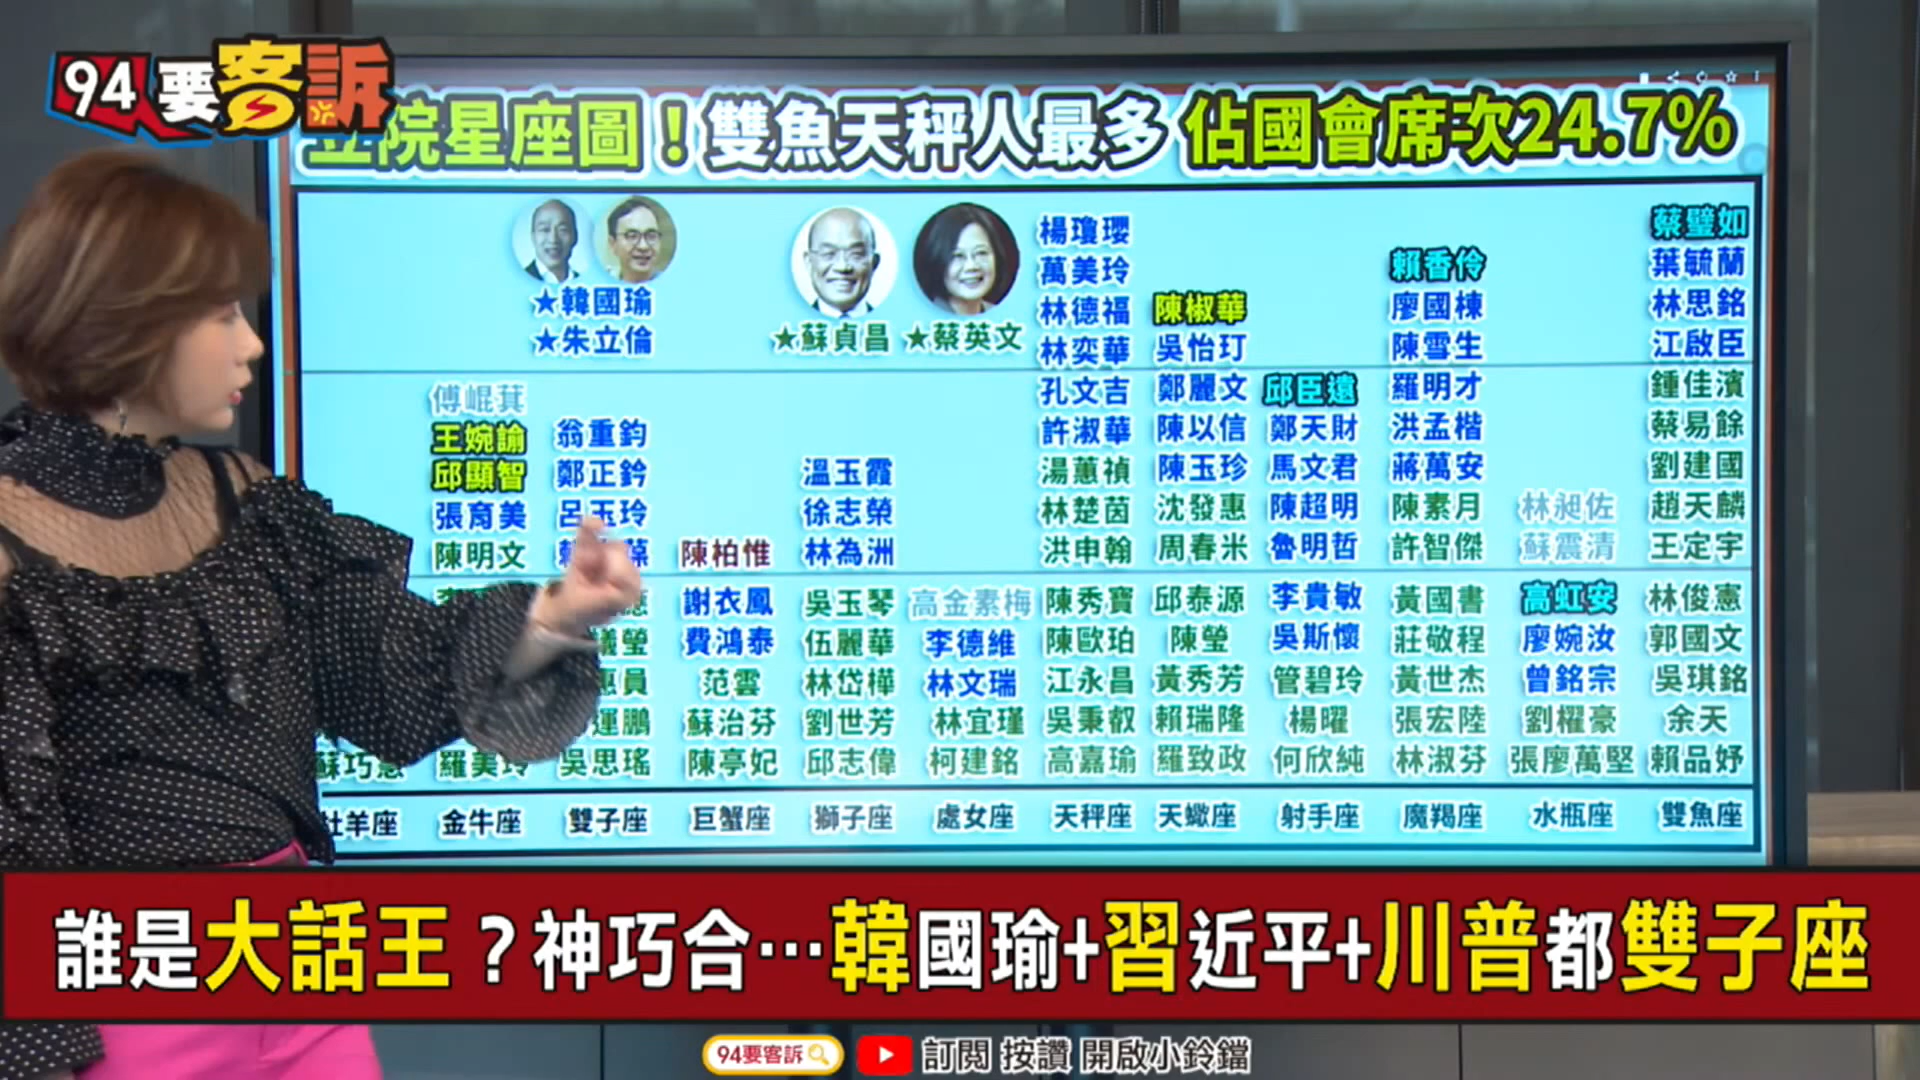 94要客訴
立院星座圖！雙魚天秤人最多 佔國會席次24.7%
★韓國瑜
★朱立倫
★蘇貞昌
★蔡英文
蘇巧慧
牡羊座
傅崐萁
王婉諭
邱顯智
張育美
陳明文
羅美玲
金牛座
翁重鈞
鄭正鈐
呂玉玲
吳思瑤
雙子座
陳柏惟
謝衣鳳
費鴻泰
范雲
蘇治芬
陳亭妃
巨蟹座
溫玉霞
徐志榮
林為洲
吳玉琴
伍麗華
林岱樺
劉世芳
邱志偉
獅子座
高金素梅
李德維
林文瑞
林宜瑾
柯建銘
處女座
楊瓊瓔
萬美玲
林德福
林奕華
孔文吉
許淑華
湯蕙禎
林楚茵
洪申翰
陳秀寶
陳歐珀
江永昌
吳秉叡
高嘉瑜
天秤座
陳椒華
吳怡玎
鄭麗文
陳以信
陳玉珍
沈發惠
周春米
邱泰源
陳瑩
黃秀芳
賴瑞隆
羅致政
天蠍座
邱臣遠
鄭天財
馬文君
陳超明
魯明哲
李貴敏
吳斯懷
管碧玲
楊曜
何欣純
射手座
賴香伶
廖國棟
陳雪生
羅明才
洪孟楷
蔣萬安
陳素月
許智傑
黃國書
莊敬程
黃世杰
張宏陸
林淑芬
魔羯座
林昶佐
蘇震清
高虹安
廖婉汝
曾銘宗
劉櫂豪
張廖萬堅
水瓶座
蔡璧如
葉毓蘭
林思銘
江啟臣
鍾佳濱
蔡易餘
劉建國
趙天麟
王定宇
林俊憲
郭國文
吳琪銘
余天
賴品妤
雙魚座
誰是大話王？神巧合…韓國瑜+習近平+川普都雙子座
94要客訴
訂閱 按讚 開啟小鈴鐺